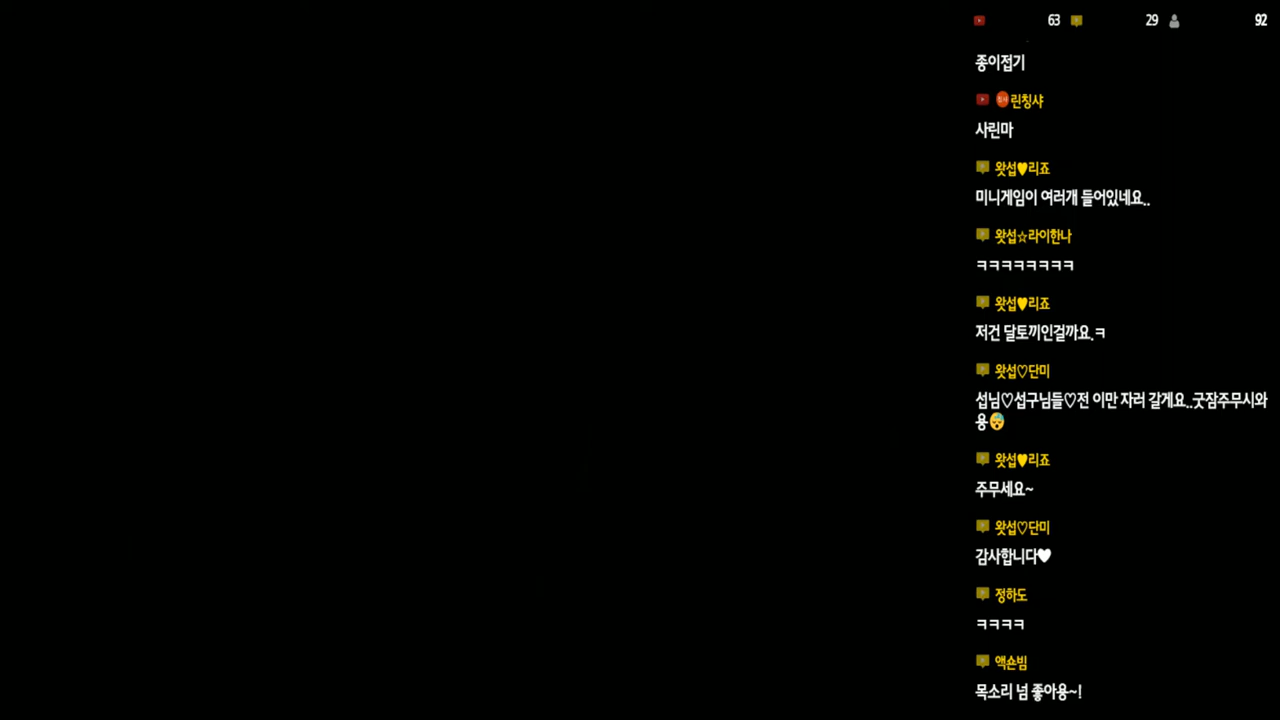 63 29 92
종이접기
린칭샤
사린마
왓섭♥리죠
미니게임이 여러개 들어있네요..
왓섭☆라이한나
ㅋㅋㅋㅋㅋㅋㅋㅋ
왓섭♥리죠
저건 달토끼인걸까요.ㅋ
왓섭♡단미
섭님♡섭구님들♡전 이만 자러 갈게요..굿잠주무시와
용😴
왓섭♥리죠
주무세요~
왓섭♡단미
감사합니다♥
정하도
ㅋㅋㅋㅋ
액숀빔
목소리 넘 좋아용~!